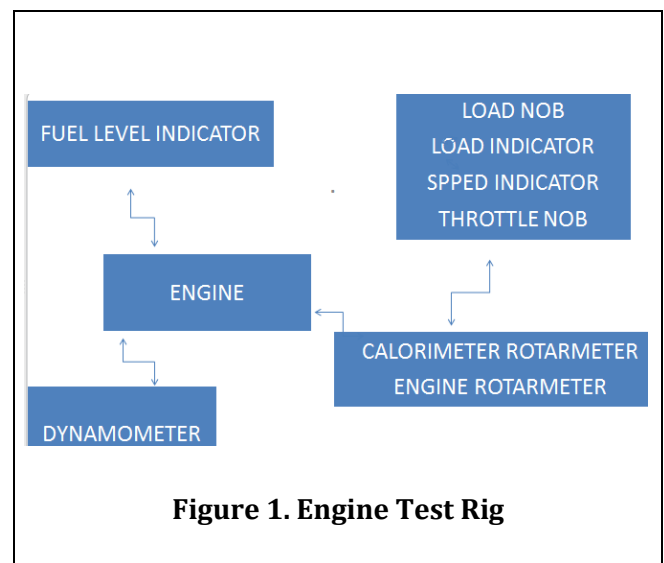 FUEL LEVEL INDICATOR
LOAD NOB
LOAD INDICATOR
SPPED INDICATOR
THROTTLE NOB
ENGINE
CALORIMETER ROTARMETER
ENGINE ROTARMETER
DYNAMOMETER
Figure 1. Engine Test Rig